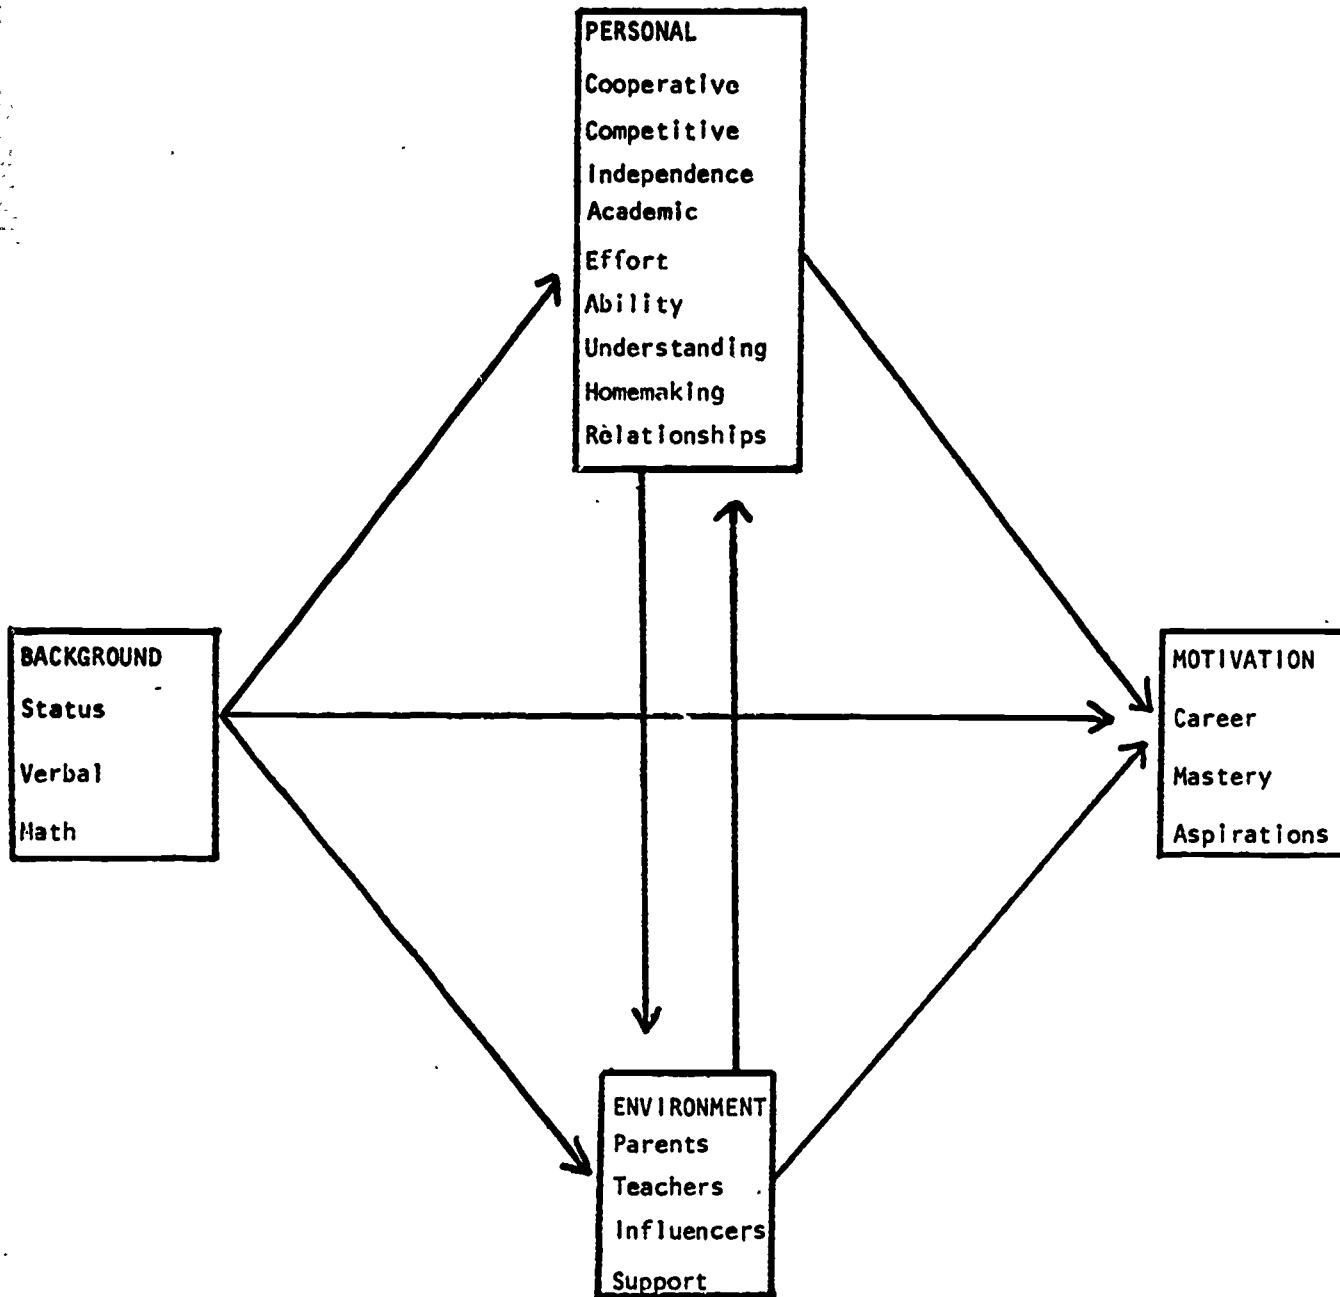 PERSONAL
Cooperative
Competitive
Independence
Academic
Effort
Ability
Understanding
Homemaking
Relationships
BACKGROUND
Status
Verbal
Math
MOTIVATION
Career
Mastery
Aspirations
ENVIRONMENT
Parents
Teachers
Influencers
Support